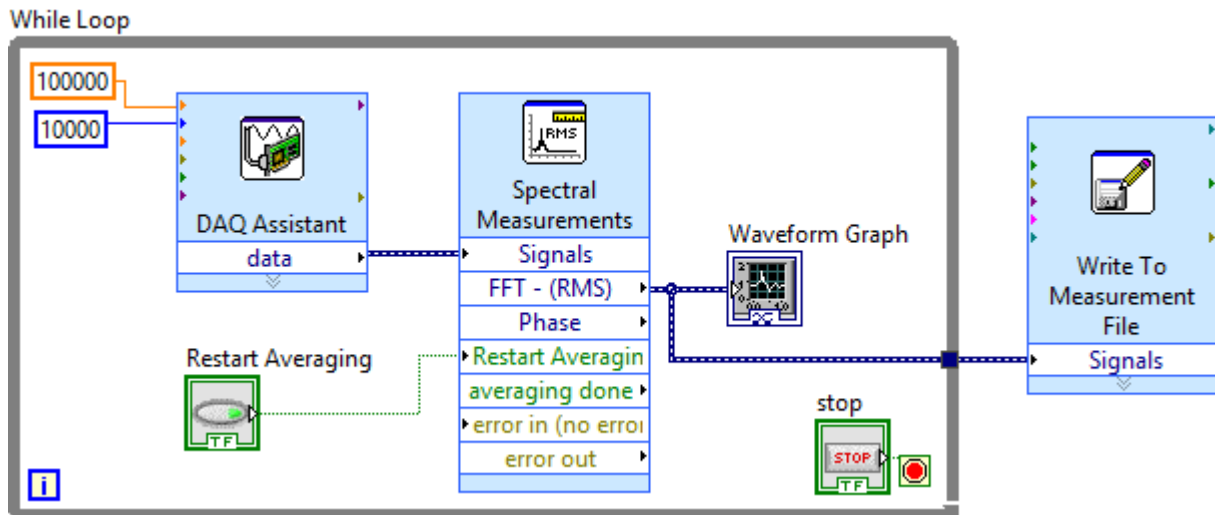 While Loop
100000
10000
DAQ Assistant
data
RMS
Spectral
Measurements
Signals
FFT - (RMS)
Phase
Restart Averagin
averaging done
error in (no error
error out
Restart Averaging
TF
Waveform Graph
stop
STOP
TF
i
Write To
Measurement
File
Signals